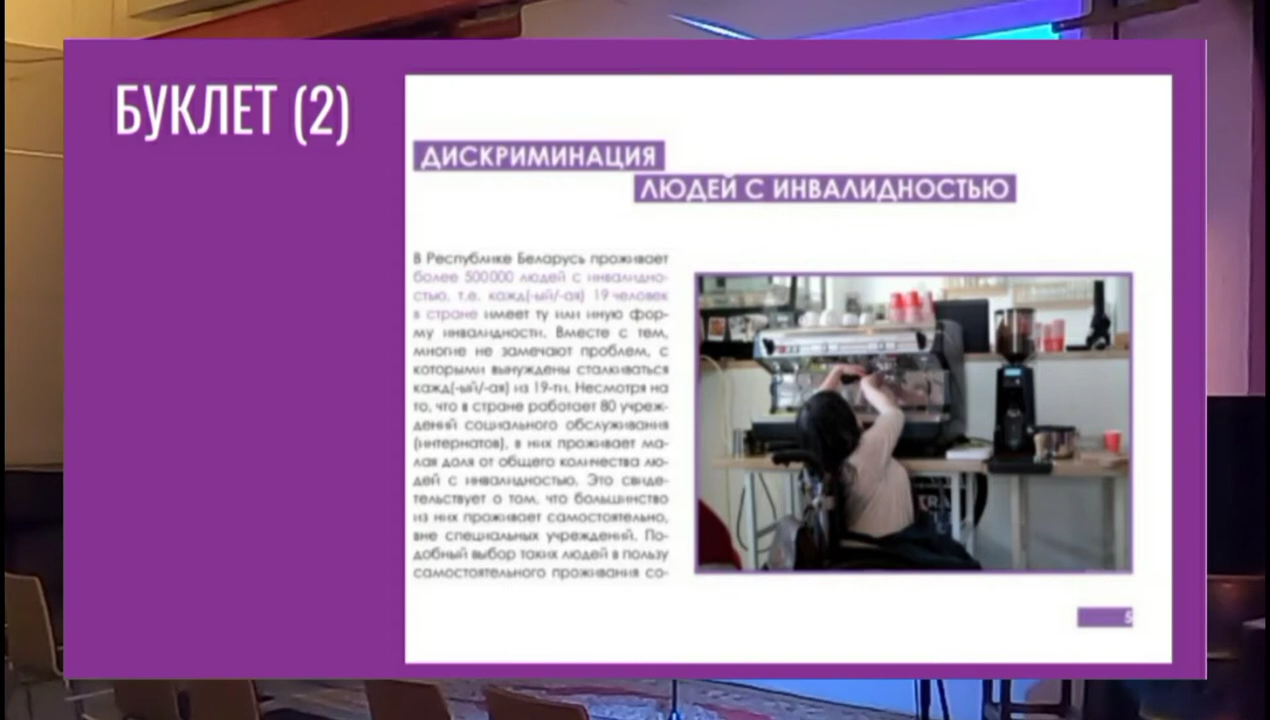 БУКЛЕТ (2)
ДИСКРИМИНАЦИЯ
ЛЮДЕЙ С ИНВАЛИДНОСТЬЮ
В Республике Беларусь проживает
более 500000 людей с инвалидно-
стью, т.е. кажд(-ый/-ая) 19 человек
в стране имеет ту или иную фор-
му инвалидности. Вместе с тем,
многие не замечают проблем, с
которыми вынуждены сталкиваться
кажд(-ый/-ая) из 19-ти. Несмотря на
то, что в стране работает 80 учреж-
дений социального обслуживания
(интернатов), в них проживает ма-
лая доля от общего количества лю-
дей с инвалидностью. Это свиде-
тельствует о том, что большинство
из них проживает самостоятельно,
вне специальных учреждений. По-
добный выбор таких людей в пользу
самостоятельного проживания со-
5